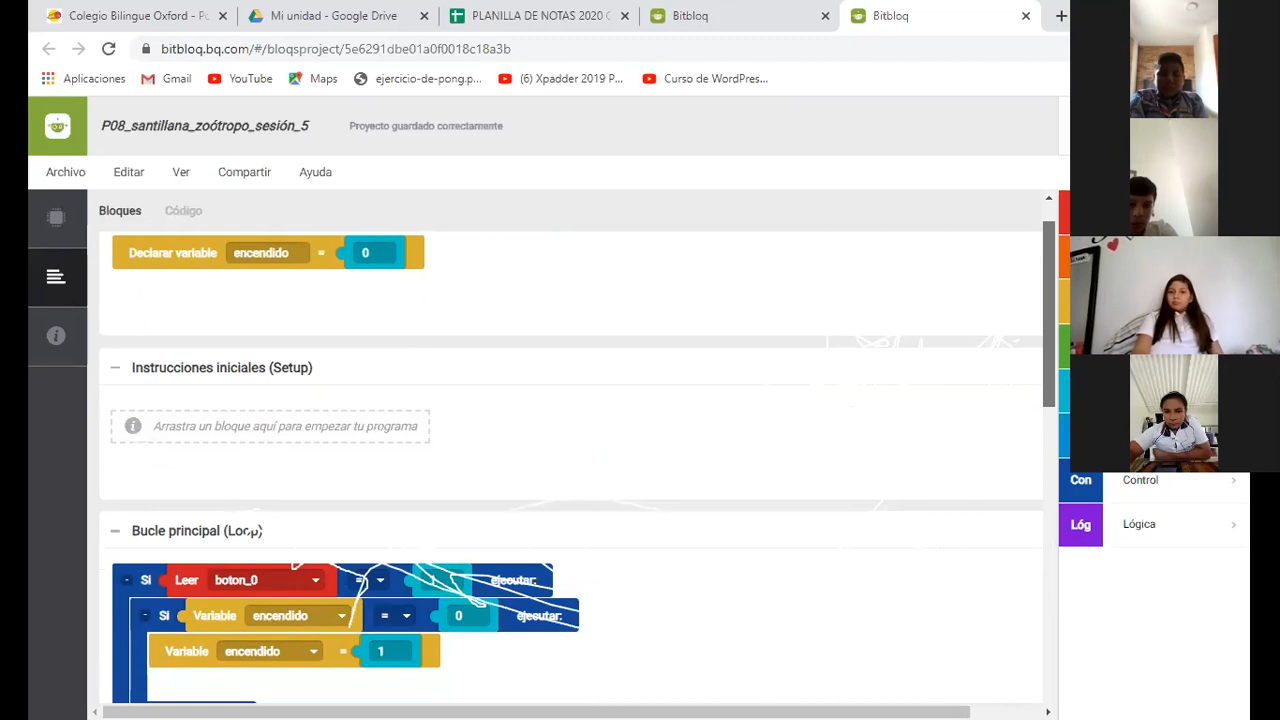 Colegio Bilingue Gesford – Po
Mi unidad - Google Drive
PLANILLA DE NOTAS 2020 C
Bitbloq
Bitbloq
bitbloq.bq.com/#/bloqsproject/5e6291dbe01a0f0018c18a3b
Aplicaciones
Gmail
YouTube
Maps
ejercicio-de-pong.p...
(6) Xpadder 2019 P...
Curso de WordPres...
P08_santillana_zoótropo_sesión_5
Proyecto guardado correctamente
Archivo
Editar
Ver
Compartir
Ayuda
Bloques
Código
Declarar variable encendido = 0
Instrucciones iniciales (Setup)
Arrastra un bloque aquí para empezar tu programa
Bucle principal (Loop)
Si Leer boton_0 = 1 ejecutar:
Si Variable encendido = 0 ejecutar:
Variable encendido = 1
Con Control
Lóg Lógica